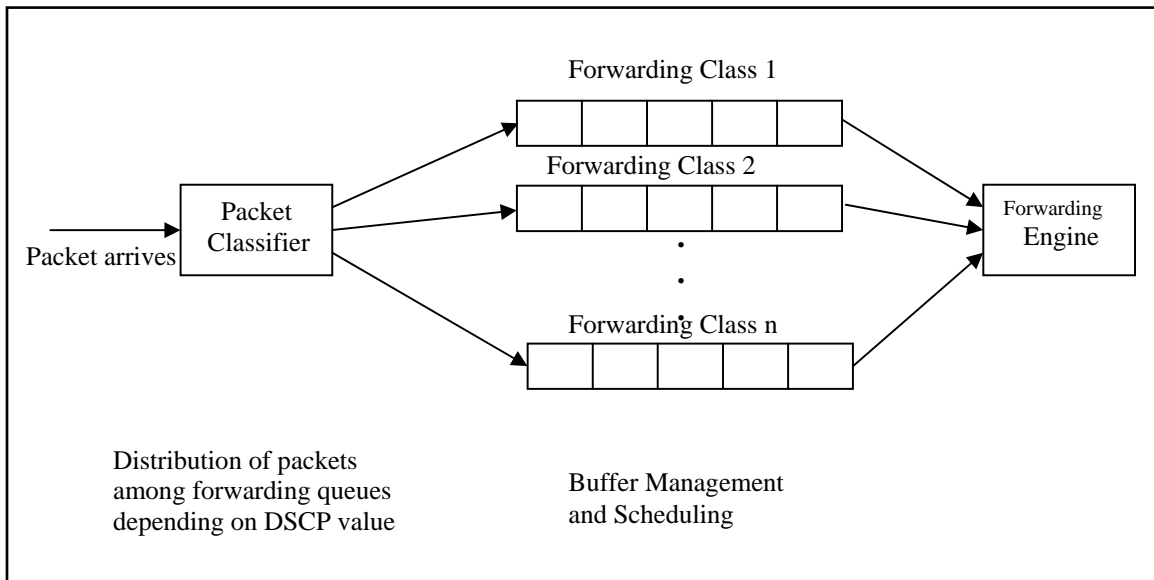 Forwarding Class 1
Forwarding Class 2
Packet
Classifier
Packet arrives
Forwarding
Engine
Forwarding Class n
Distribution of packets
among forwarding queues
depending on DSCP value
Buffer Management
and Scheduling